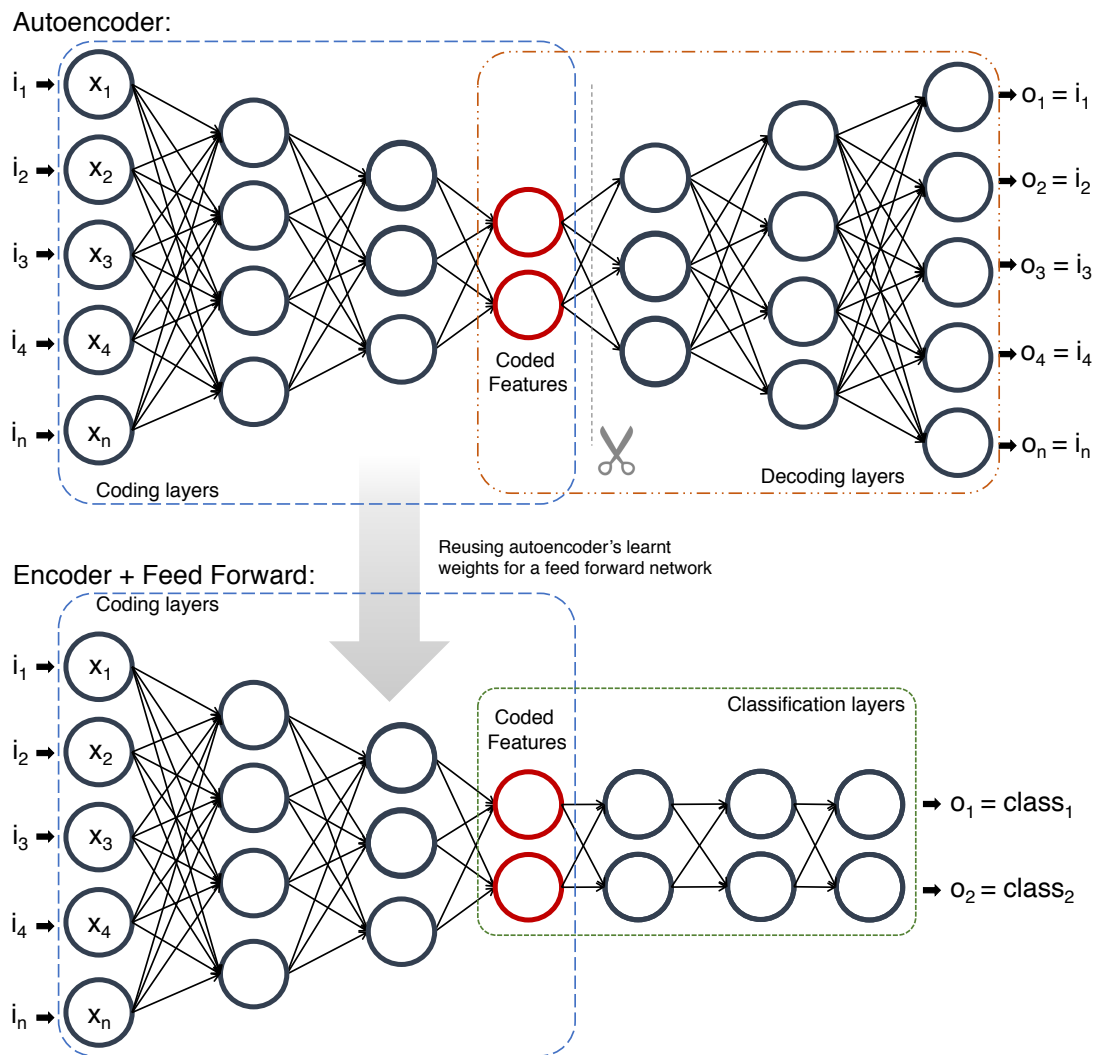 Autoencoder:
i₁ x₁ o₁ = i₁
i₂ x₂ o₂ = i₂
i₃ x₃ o₃ = i₃
i₄ x₄ o₄ = i₄
Coded
Features
iₙ xₙ oₙ = iₙ
Coding layers Decoding layers
Reusing autoencoder's learnt
weights for a feed forward network
Encoder + Feed Forward:
Coding layers
i₁ x₁
Classification layers
Coded
Features
i₂ x₂
i₃ x₃ o₁ = class₁
i₄ x₄ o₂ = class₂
iₙ xₙ